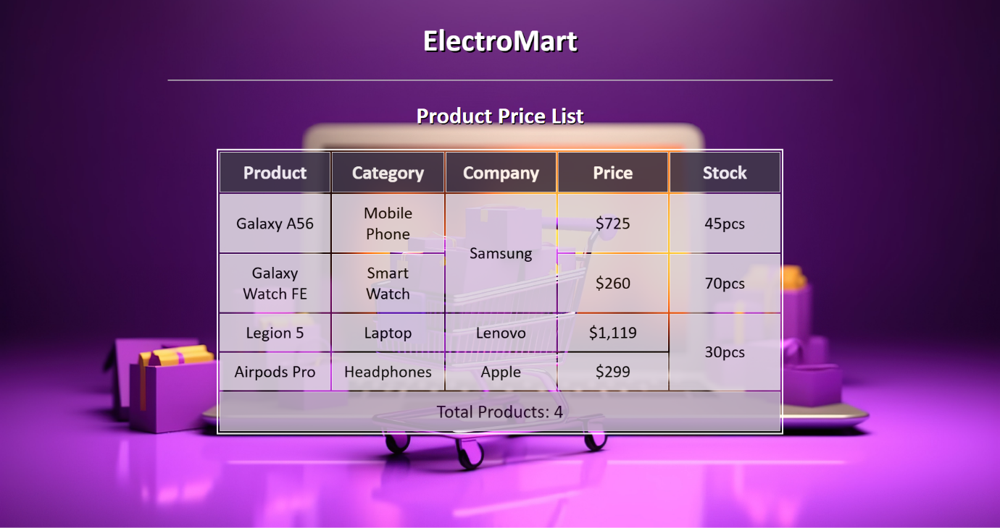 ElectroMart
Product Price List
Product Category Company Price Stock
Galaxy A56 Mobile Phone Samsung $725 45pcs
Galaxy Watch FE Smart Watch $260 70pcs
Legion 5 Laptop Lenovo $1,119 30pcs
Airpods Pro Headphones Apple $299
Total Products: 4